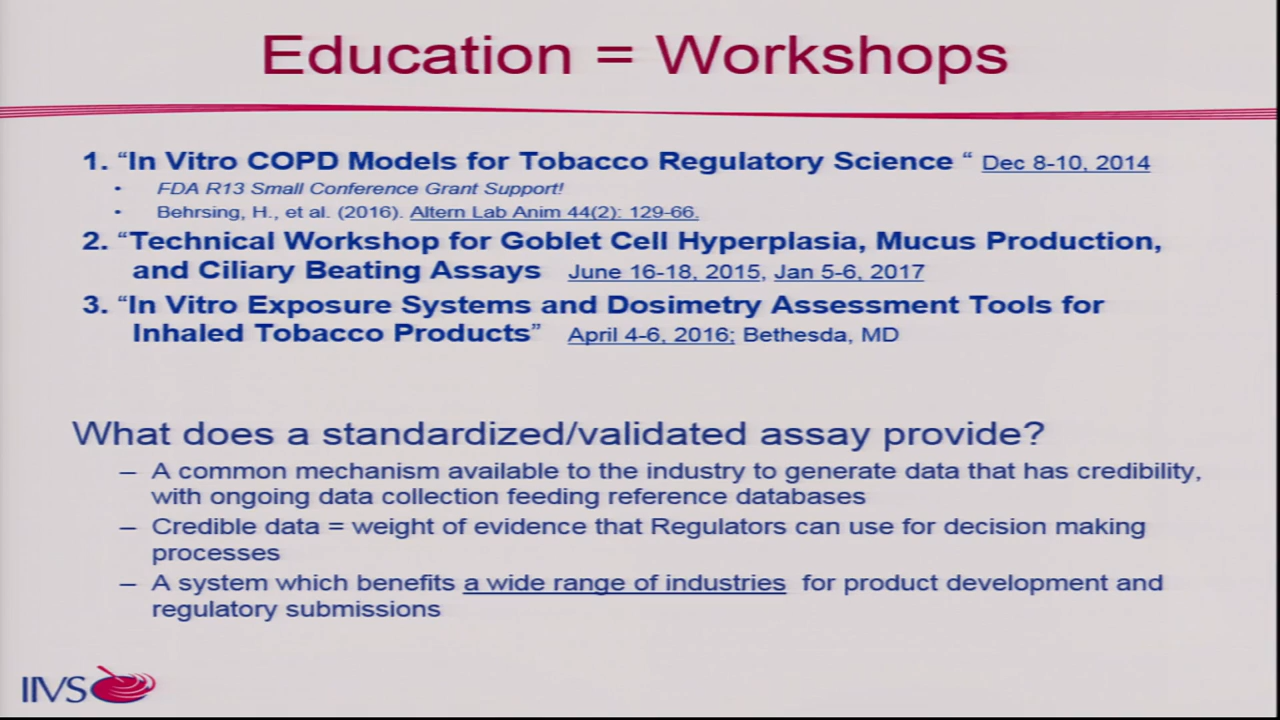 Education = Workshops
1. “In Vitro COPD Models for Tobacco Regulatory Science “ Dec 8-10, 2014
• FDA R13 Small Conference Grant Support!
• Behrsing, H., et al. (2016). Altern Lab Anim 44(2): 129-66.
2. “Technical Workshop for Goblet Cell Hyperplasia, Mucus Production,
and Ciliary Beating Assays June 16-18, 2015, Jan 5-6, 2017
3. “In Vitro Exposure Systems and Dosimetry Assessment Tools for
Inhaled Tobacco Products” April 4-6, 2016; Bethesda, MD
What does a standardized/validated assay provide?
– A common mechanism available to the industry to generate data that has credibility,
with ongoing data collection feeding reference databases
– Credible data = weight of evidence that Regulators can use for decision making
processes
– A system which benefits a wide range of industries for product development and
regulatory submissions
IIVS